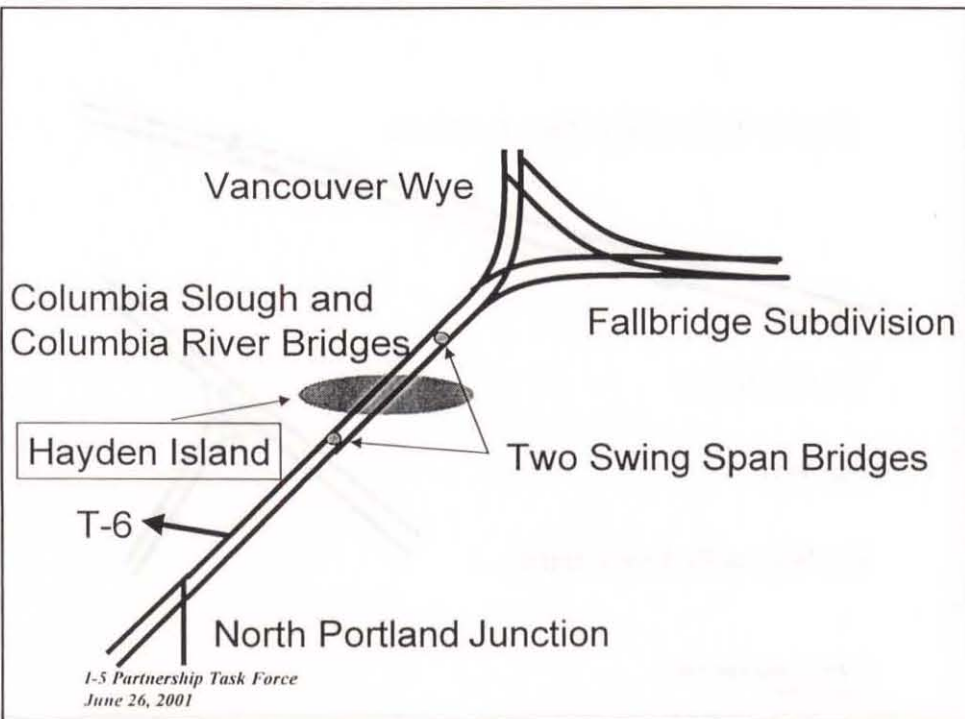 Vancouver Wye
Columbia Slough and
Columbia River Bridges
Fallbridge Subdivision
Hayden Island
Two Swing Span Bridges
T-6
North Portland Junction
I-5 Partnership Task Force
June 26, 2001